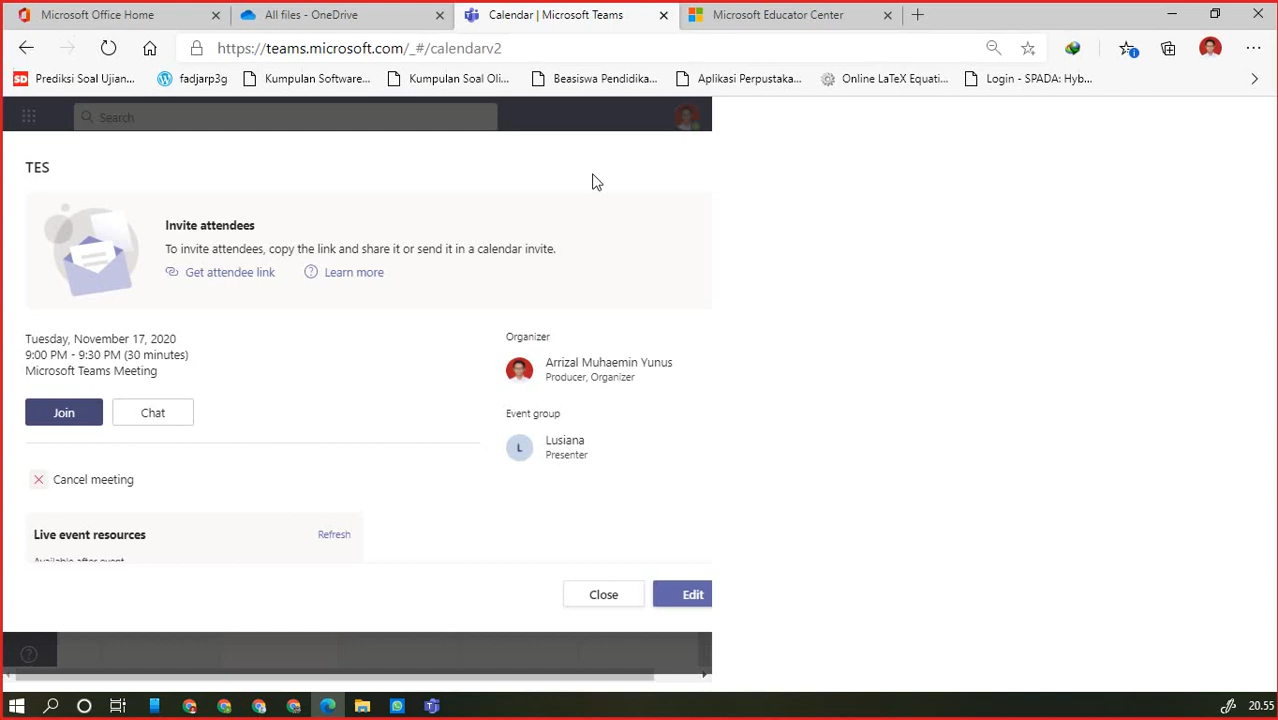 Microsoft Office Home
All files - OneDrive
Calendar | Microsoft Teams
Microsoft Educator Center
https://teams.microsoft.com/_#/calendarv2
SD Prediksi Soal Ujian...
fadjarp3g
Kumpulan Software...
Kumpulan Soal Oli...
Beasiswa Pendidika...
Aplikasi Perpustaka...
Online LaTeX Equati...
Login - SPADA: Hyb...
Search
TES
Invite attendees
To invite attendees, copy the link and share it or send it in a calendar invite.
Get attendee link
Learn more
Tuesday, November 17, 2020
9:00 PM - 9:30 PM (30 minutes)
Microsoft Teams Meeting
Join
Chat
Cancel meeting
Live event resources
Refresh
Available after event
Organizer
Arrizal Muhaemin Yunus
Producer, Organizer
Event group
L
Lusiana
Presenter
Close
Edit
20.55